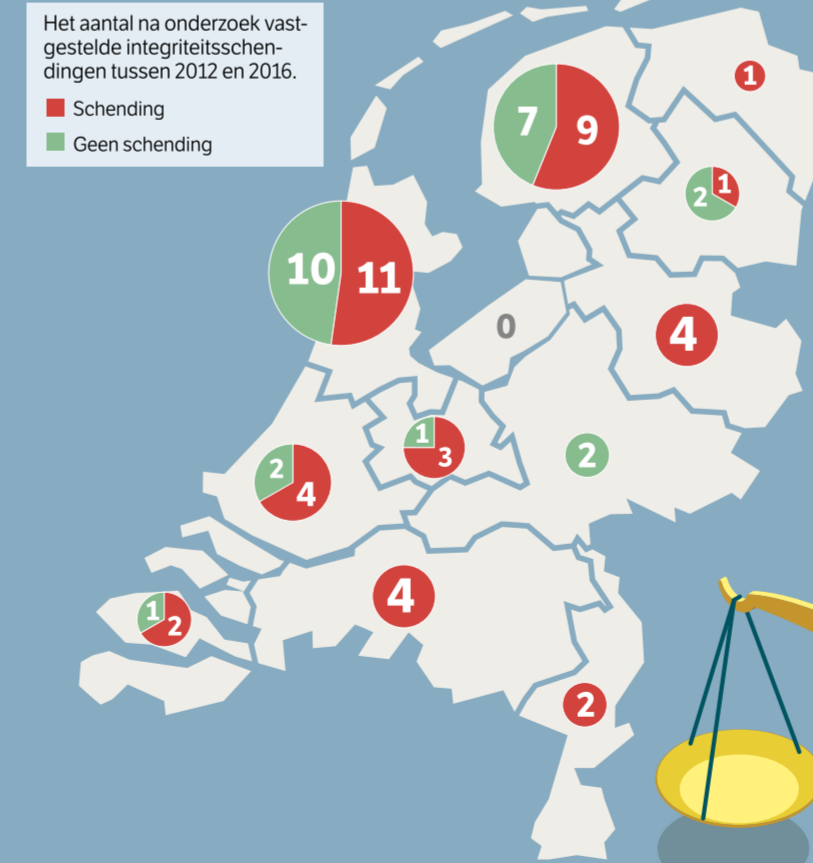 Het aantal na onderzoek vast-
gestelde integriteitsschen-
dingen tussen 2012 en 2016.
Schending
Geen schending
1
7 9
2 1
10 11
0
4
1 3
2
2 4
4
1 2
2